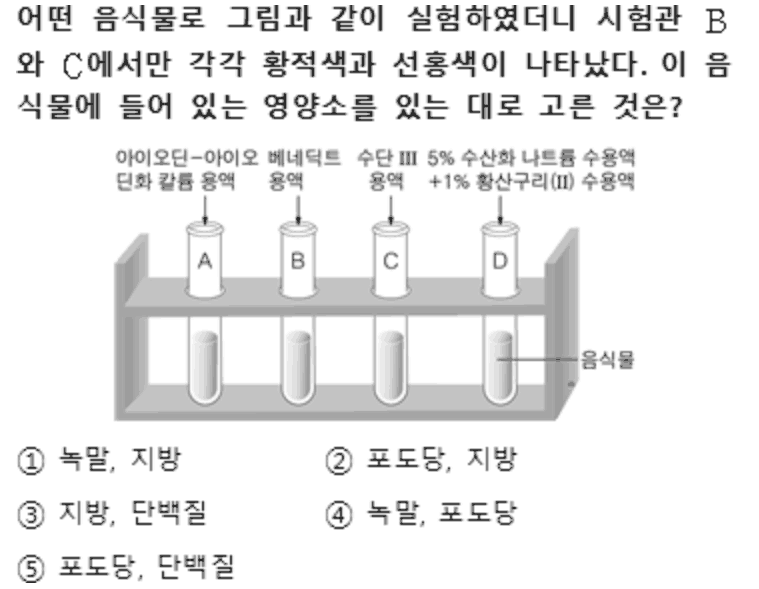 어떤 음식물로 그림과 같이 실험하였더니 시험관 B
와 C에서만 각각 황적색과 선홍색이 나타났다. 이 음
식물에 들어 있는 영양소를 있는 대로 고른 것은?
아이오딘-아이오 베네딕트 수단 III 5% 수산화 나트륨 수용액
딘화 칼륨 용액 용액 용액 +1% 황산구리(II) 수용액
A B C D
음식물
① 녹말, 지방 ② 포도당, 지방
③ 지방, 단백질 ④ 녹말, 포도당
⑤ 포도당, 단백질